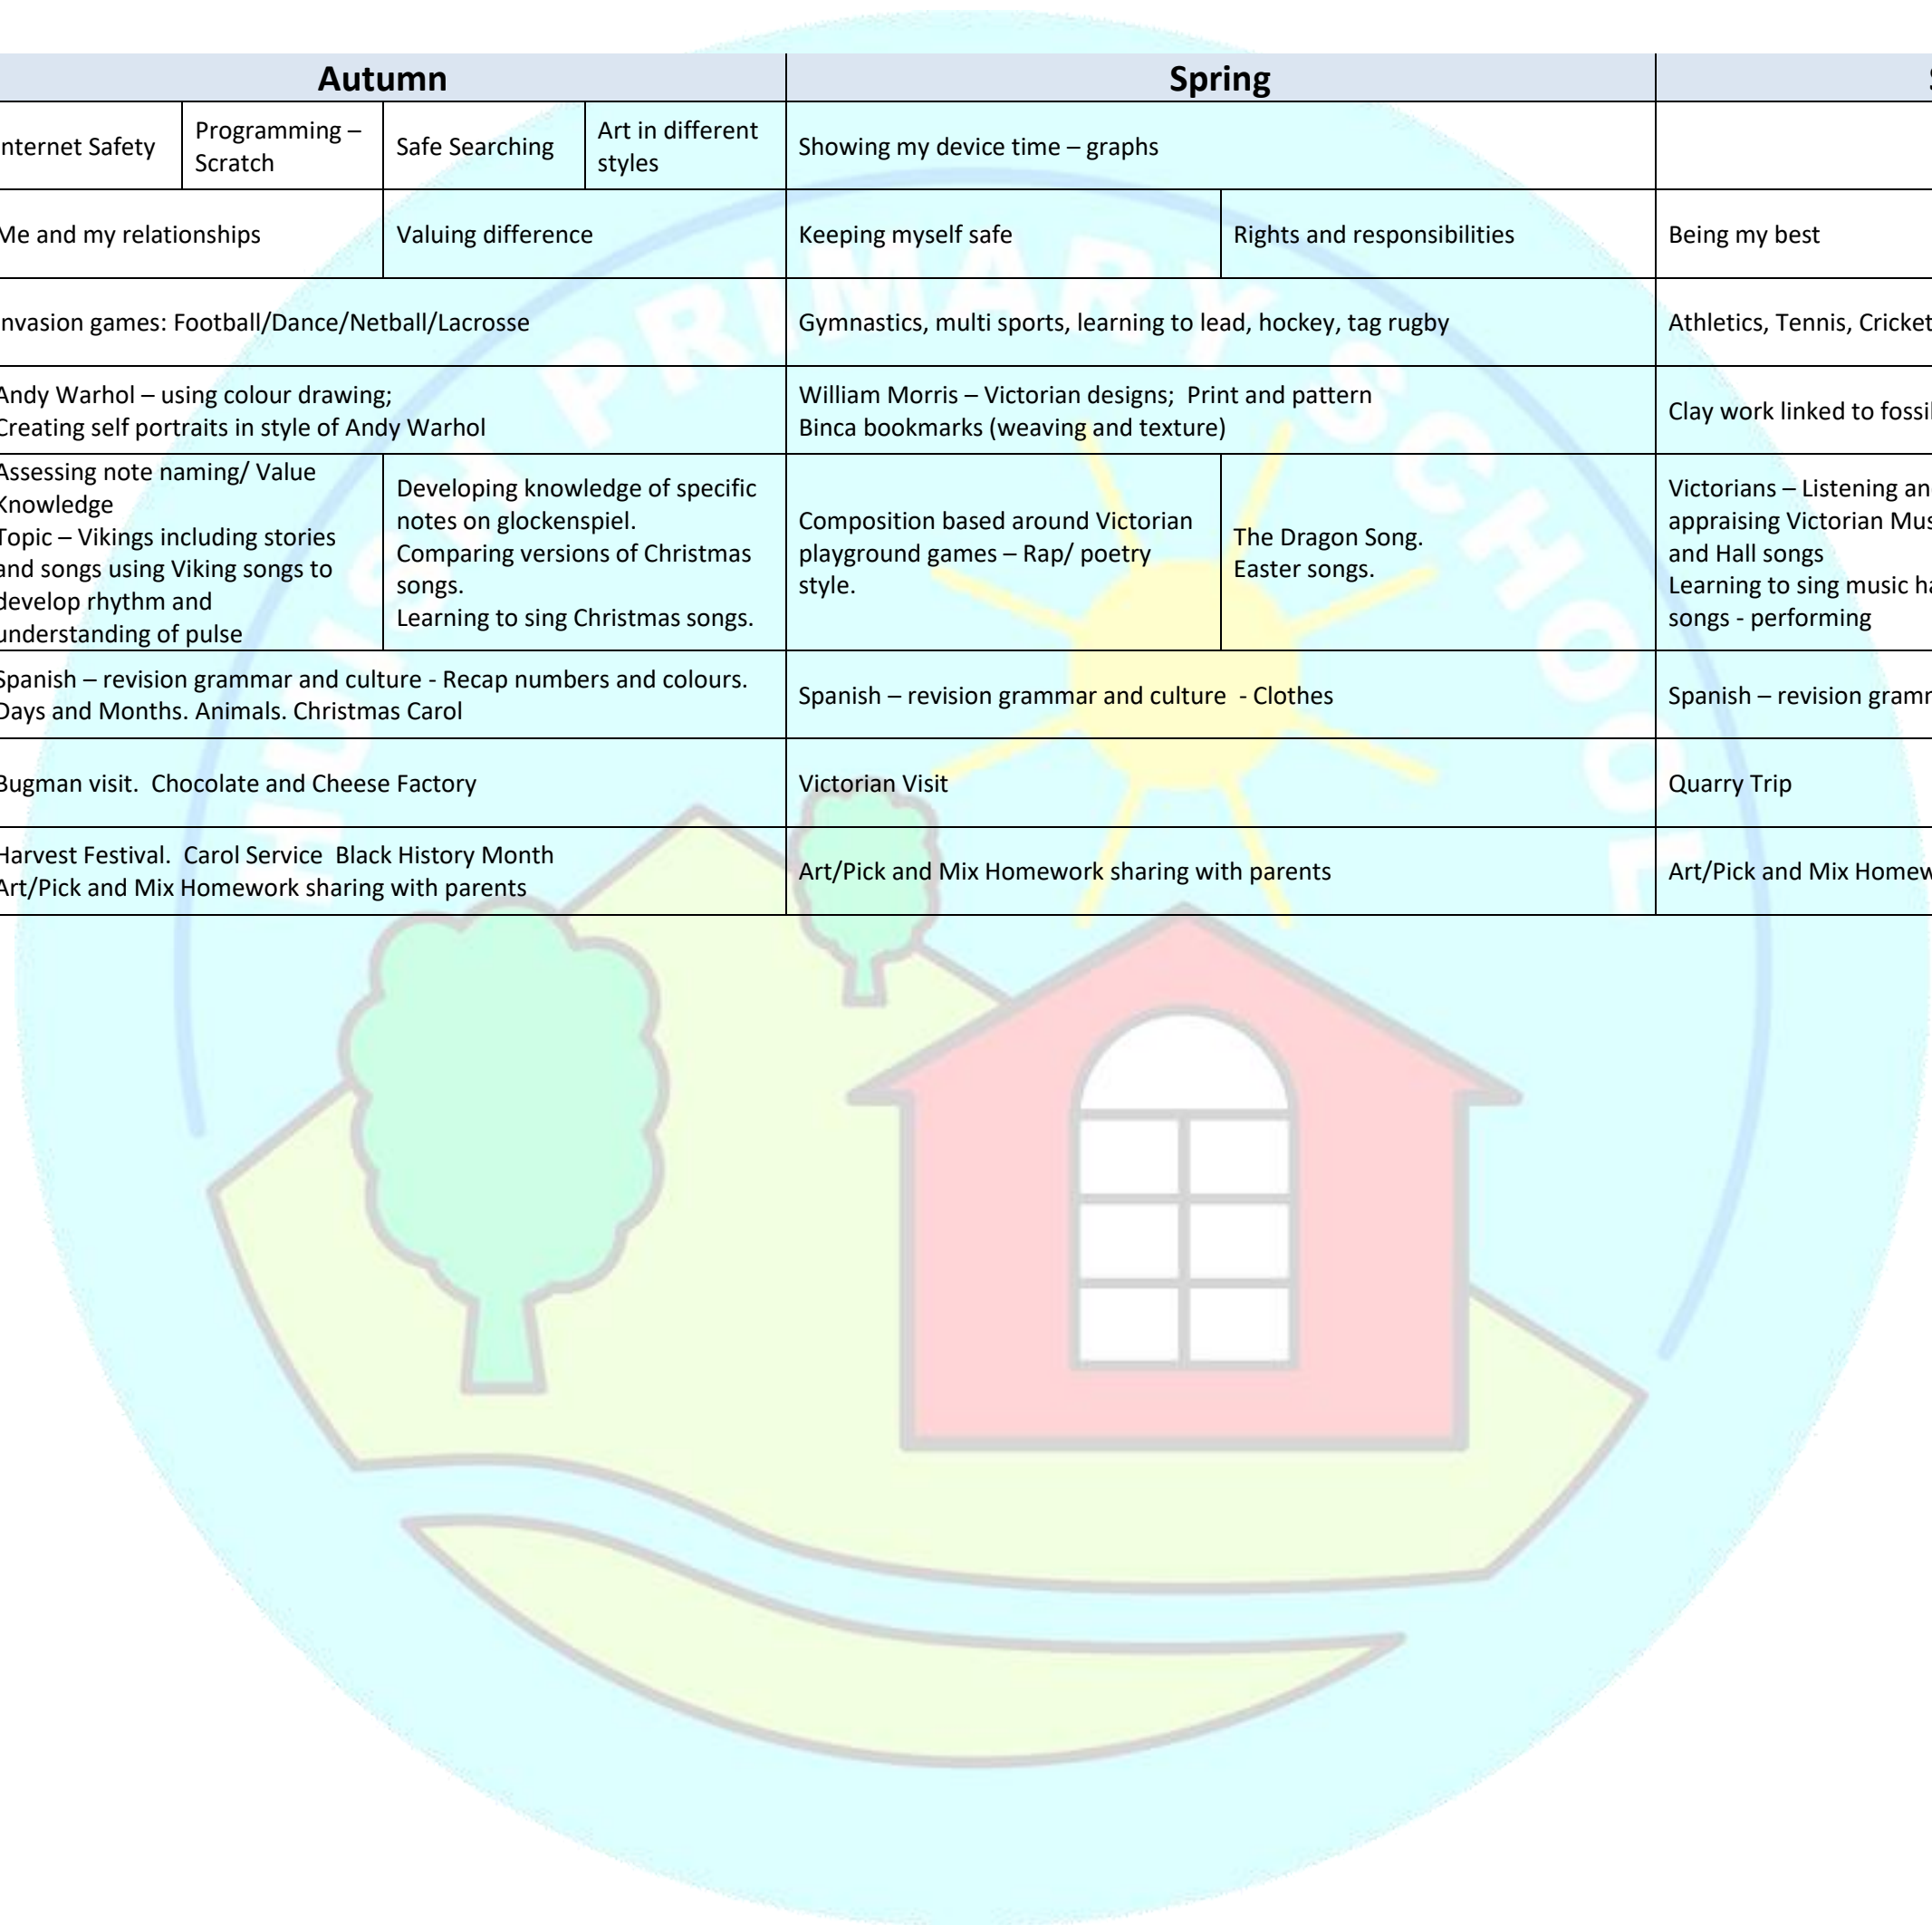 Autumn Spring
nternet Safety
Programming –
Scratch
Safe Searching
Art in different
styles
Showing my device time – graphs
Me and my relationships
Valuing difference
Keeping myself safe
Rights and responsibilities
Being my best
nvasion games: Football/Dance/Netball/Lacrosse
Gymnastics, multi sports, learning to lead, hockey, tag rugby
Athletics, Tennis, Cricket
Andy Warhol – using colour drawing;
Creating self portraits in style of Andy Warhol
William Morris – Victorian designs;  Print and pattern
Binca bookmarks (weaving and texture)
Clay work linked to fossil
Assessing note naming/ Value
Knowledge
Topic – Vikings including stories
and songs using Viking songs to
develop rhythm and
understanding of pulse
Developing knowledge of specific
notes on glockenspiel.
Comparing versions of Christmas
songs.
Learning to sing Christmas songs.
Composition based around Victorian
playground games – Rap/ poetry
style.
The Dragon Song.
Easter songs.
Victorians – Listening an
appraising Victorian Mus
and Hall songs
Learning to sing music ha
songs - performing
Spanish – revision grammar and culture - Recap numbers and colours.
Days and Months. Animals. Christmas Carol
Spanish – revision grammar and culture  - Clothes
Spanish – revision gramm
Bugman visit.  Chocolate and Cheese Factory
Victorian Visit
Quarry Trip
Harvest Festival.  Carol Service  Black History Month
Art/Pick and Mix Homework sharing with parents
Art/Pick and Mix Homework sharing with parents
Art/Pick and Mix Homew
HUISH PRIMARY SCHOOL